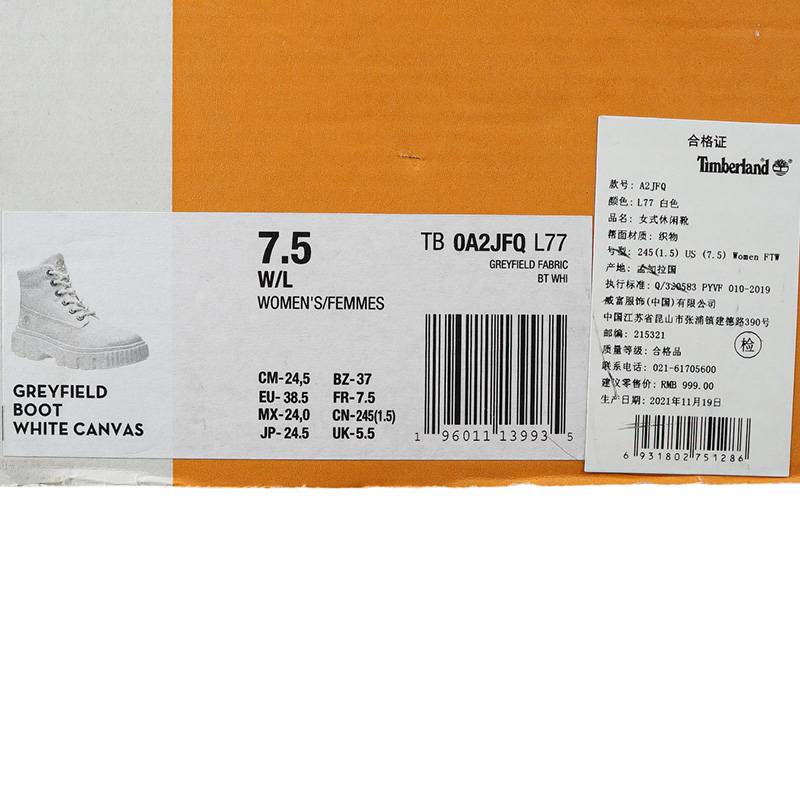 7.5
W/L
WOMEN'S/FEMMES
TB 0A2JFQ L77
GREYFIELD FABRIC
BT WHI
GREYFIELD
BOOT
WHITE CANVAS
CM-24,5 BZ-37
EU-38.5 FR-7.5
MX-24,0 CN-245(1.5)
JP-24.5 UK-5.5
1 96011 13993 5
合格证
Timberland
款号: A2JFQ
颜色: L77 白色
品名: 女式休闲靴
帮面材质: 织物
号型: 245(1.5) US (7.5) Women FTW
产地: 孟加拉国
执行标准: Q/320583 PYVF 010-2019
威富服饰(中国)有限公司
中国江苏省昆山市张浦镇建德路390号
邮编: 215321
质量等级: 合格品
检
联系电话: 021-61705600
建议零售价: RMB 999.00
生产日期: 2021年11月19日
6 931802 751286